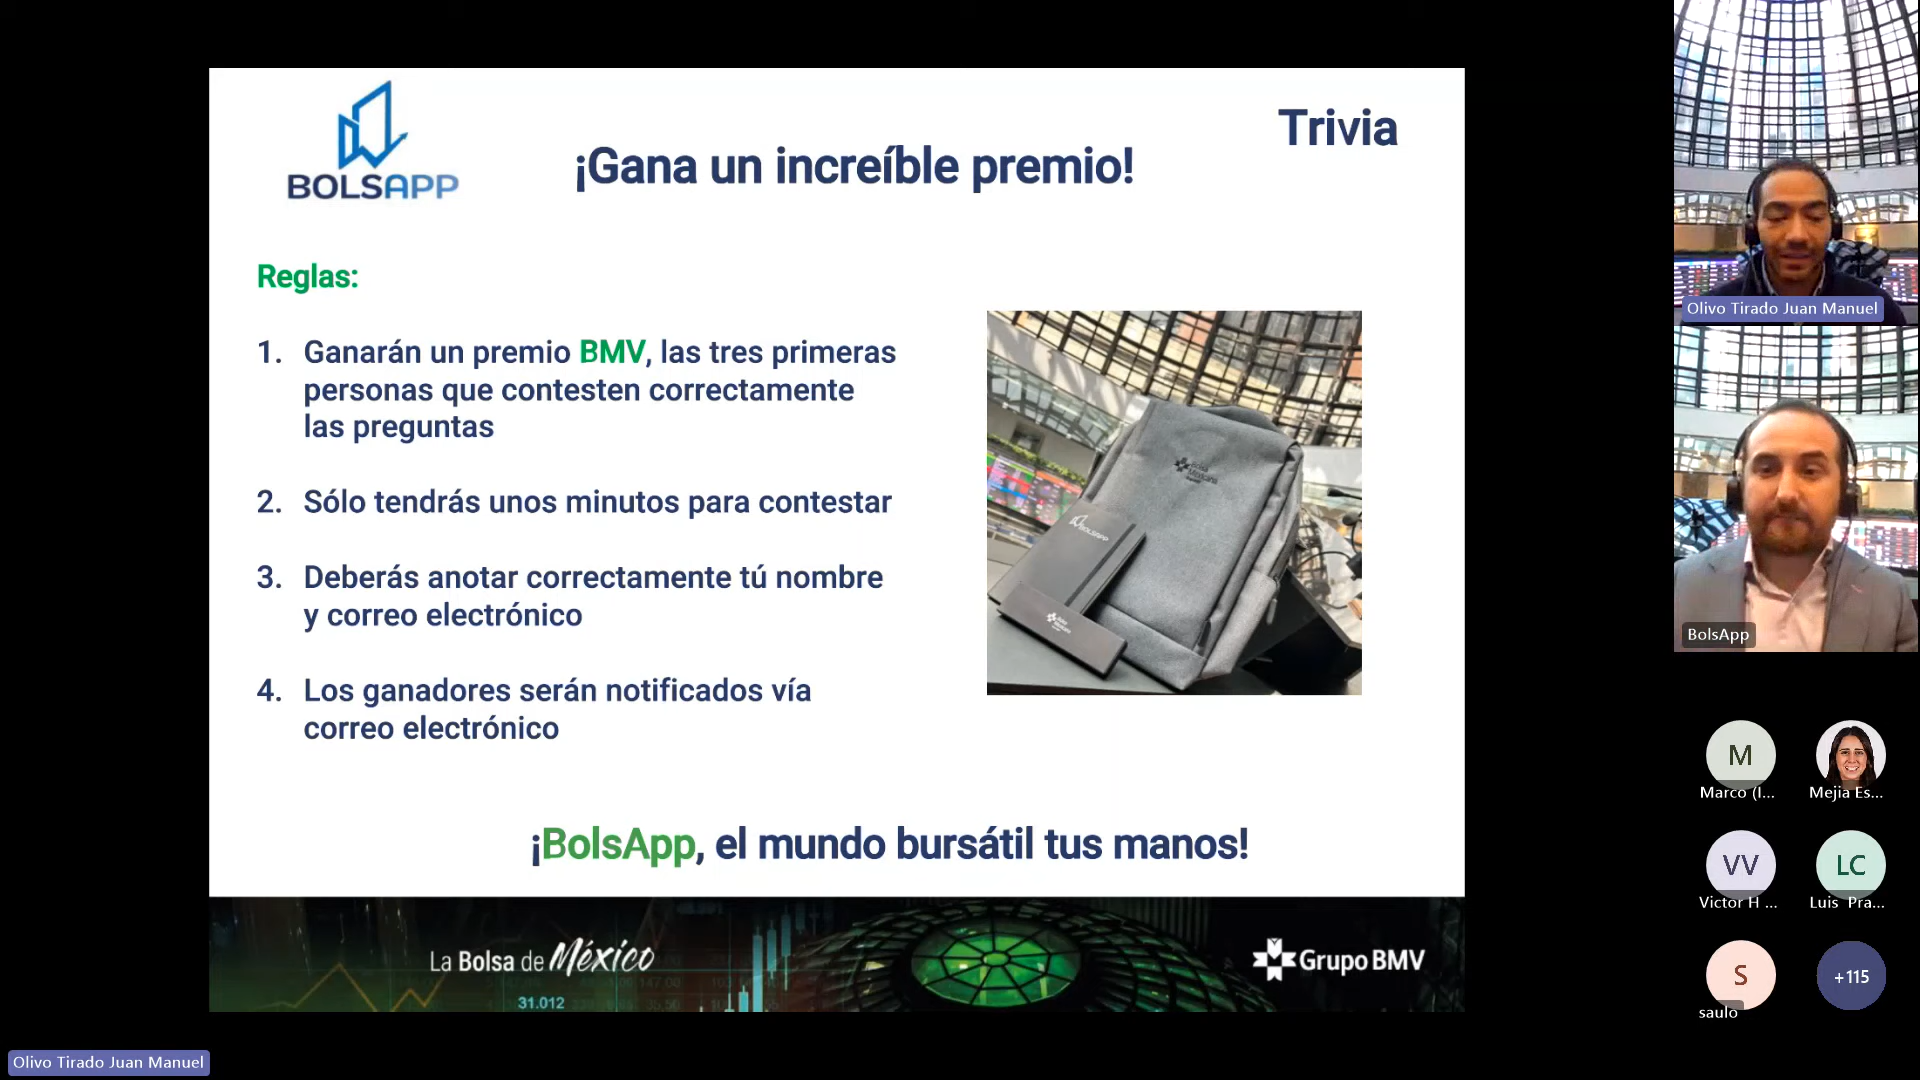 BOLSAPP
Trivia
¡Gana un increíble premio!
Reglas:
1. Ganarán un premio BMV, las tres primeras
personas que contesten correctamente
las preguntas
2. Sólo tendrás unos minutos para contestar
3. Deberás anotar correctamente tú nombre
y correo electrónico
4. Los ganadores serán notificados vía
correo electrónico
Bolsa
Mexicana
BOLSAPP
¡BolsApp, el mundo bursátil tus manos!
La Bolsa de México
31.012
Grupo BMV
Olivo Tirado Juan Manuel
Olivo Tirado Juan Manuel
BolsApp
M
Marco (I...
Mejia Es...
VV
Victor H ...
LC
Luis Pra...
S
saulo
+115